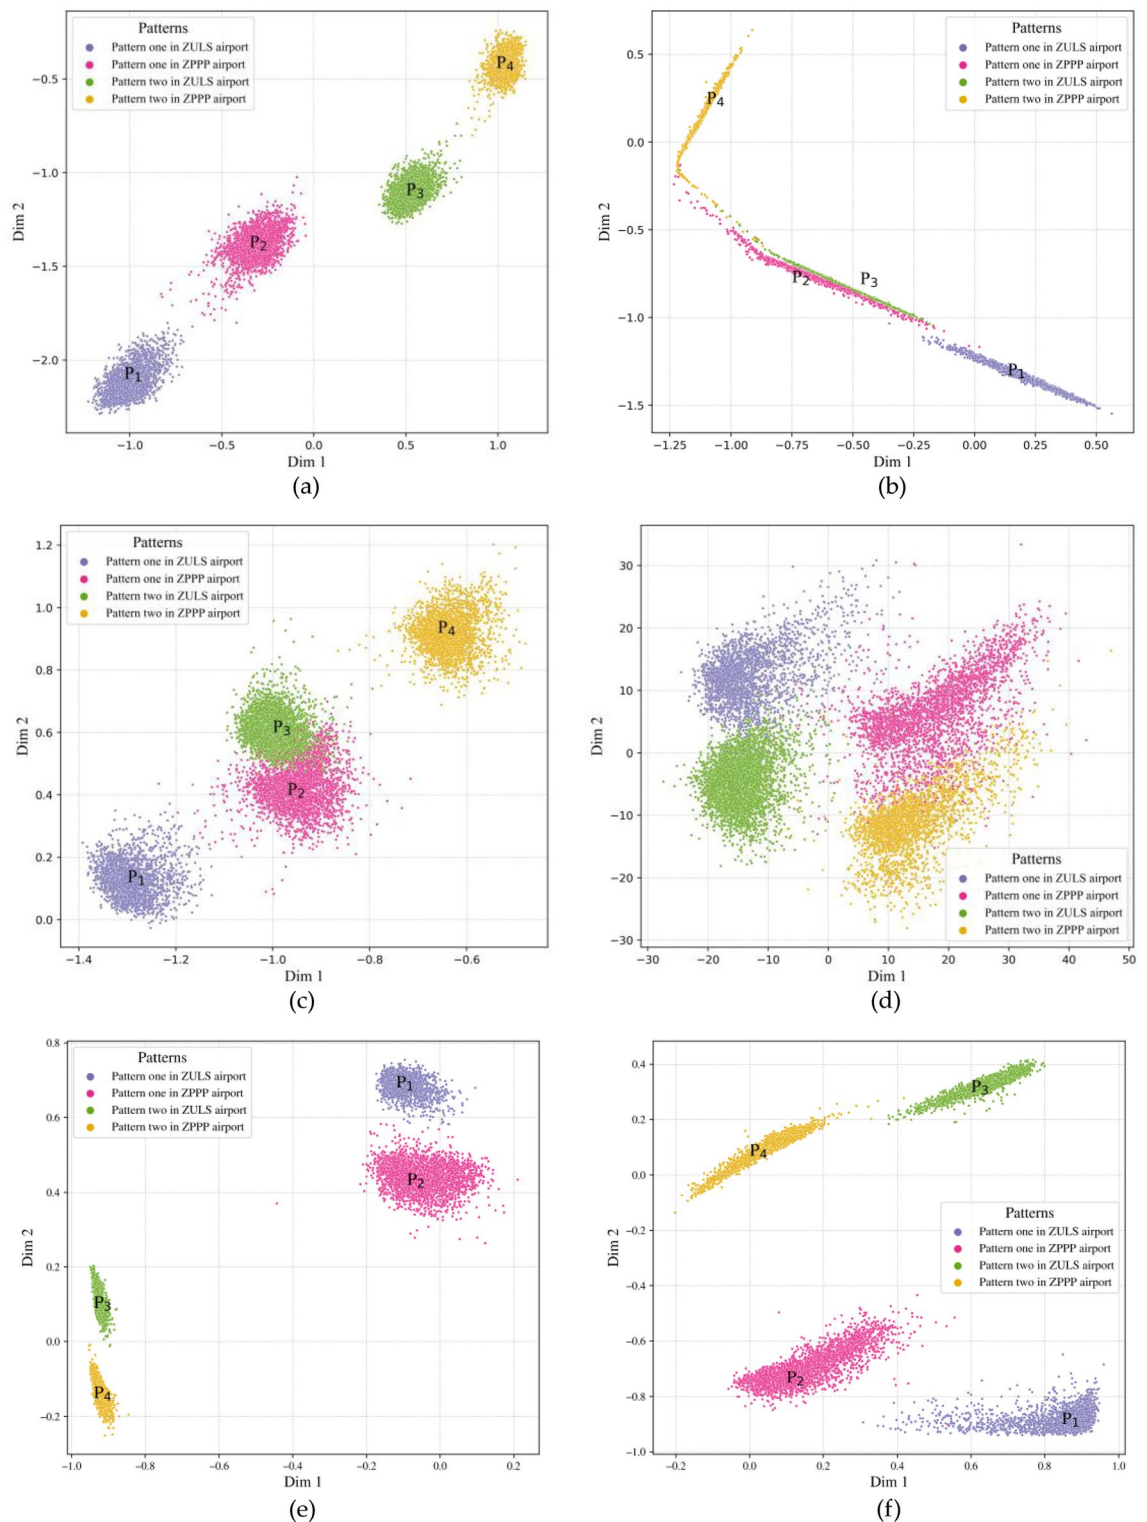 Patterns
Pattern one in ZULS airport
Pattern one in ZPPP airport
Pattern two in ZULS airport
Pattern two in ZPPP airport
P4
P3
P2
P1
−0.5
−1.0
−1.5
−2.0
Dim 2
−1.0 −0.5 0.0 0.5 1.0
Dim 1
(a)
Patterns
Pattern one in ZULS airport
Pattern one in ZPPP airport
Pattern two in ZULS airport
Pattern two in ZPPP airport
P4
P2
P3
P1
0.5
0.0
−0.5
−1.0
−1.5
Dim 2
−1.25 −1.00 −0.75 −0.50 −0.25 0.00 0.25 0.50
Dim 1
(b)
Patterns
Pattern one in ZULS airport
Pattern one in ZPPP airport
Pattern two in ZULS airport
Pattern two in ZPPP airport
P4
P3
P2
P1
1.2
1.0
0.8
0.6
0.4
0.2
0.0
Dim 2
−1.4 −1.2 −1.0 −0.8 −0.6
Dim 1
(c)
30
20
10
0
−10
−20
−30
Dim 2
Patterns
Pattern one in ZULS airport
Pattern one in ZPPP airport
Pattern two in ZULS airport
Pattern two in ZPPP airport
−30 −20 −10 0 10 20 30 40 50
Dim 1
(d)
Patterns
Pattern one in ZULS airport
Pattern one in ZPPP airport
Pattern two in ZULS airport
Pattern two in ZPPP airport
P1
P2
P3
P4
0.8
0.6
0.4
0.2
0.0
−0.2
Dim 2
−1.0 −0.8 −0.6 −0.4 −0.2 0.0 0.2
Dim 1
(e)
P3
P4
Patterns
Pattern one in ZULS airport
Pattern one in ZPPP airport
Pattern two in ZULS airport
Pattern two in ZPPP airport
P2
P1
0.4
0.2
0.0
−0.2
−0.4
−0.6
−0.8
−1.0
Dim 2
−0.2 0.0 0.2 0.4 0.6 0.8 1.0
Dim 1
(f)